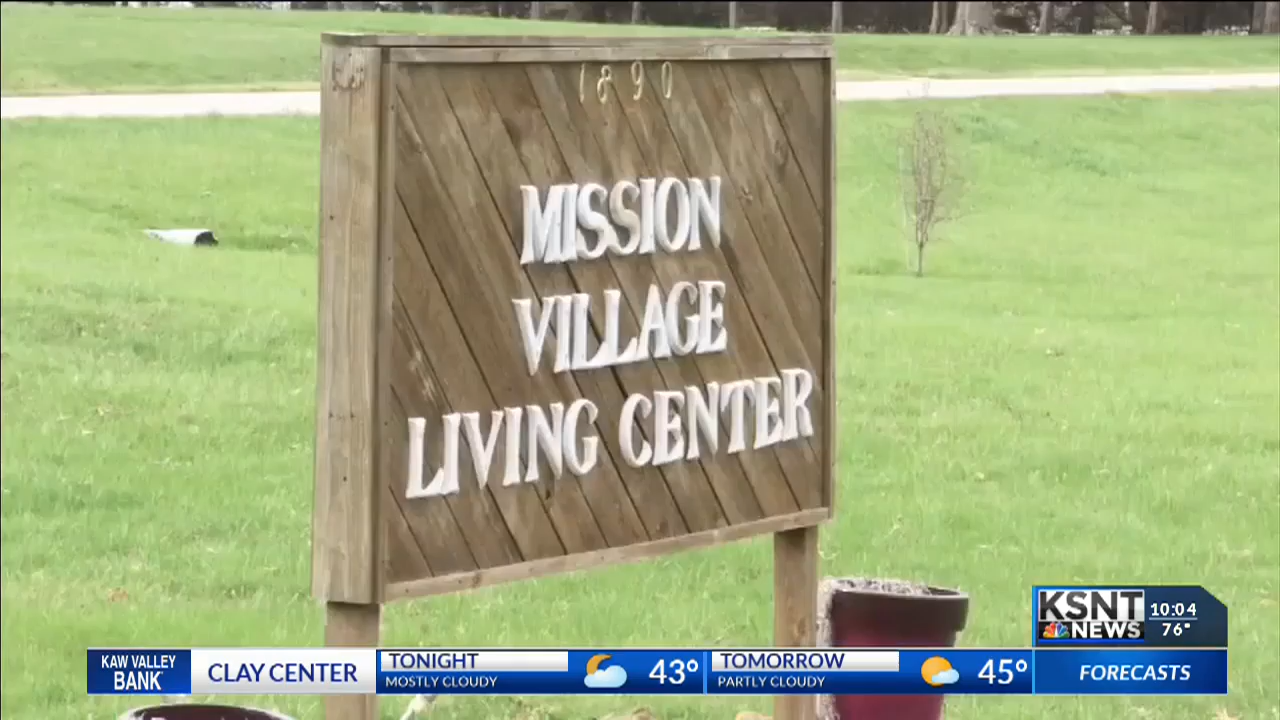 1890
MISSION
VILLAGE
LIVING CENTER
KSNT
NEWS
10:04
76°
KAW VALLEY
BANK
CLAY CENTER
TONIGHT
MOSTLY CLOUDY
43°
TOMORROW
PARTLY CLOUDY
45°
FORECASTS